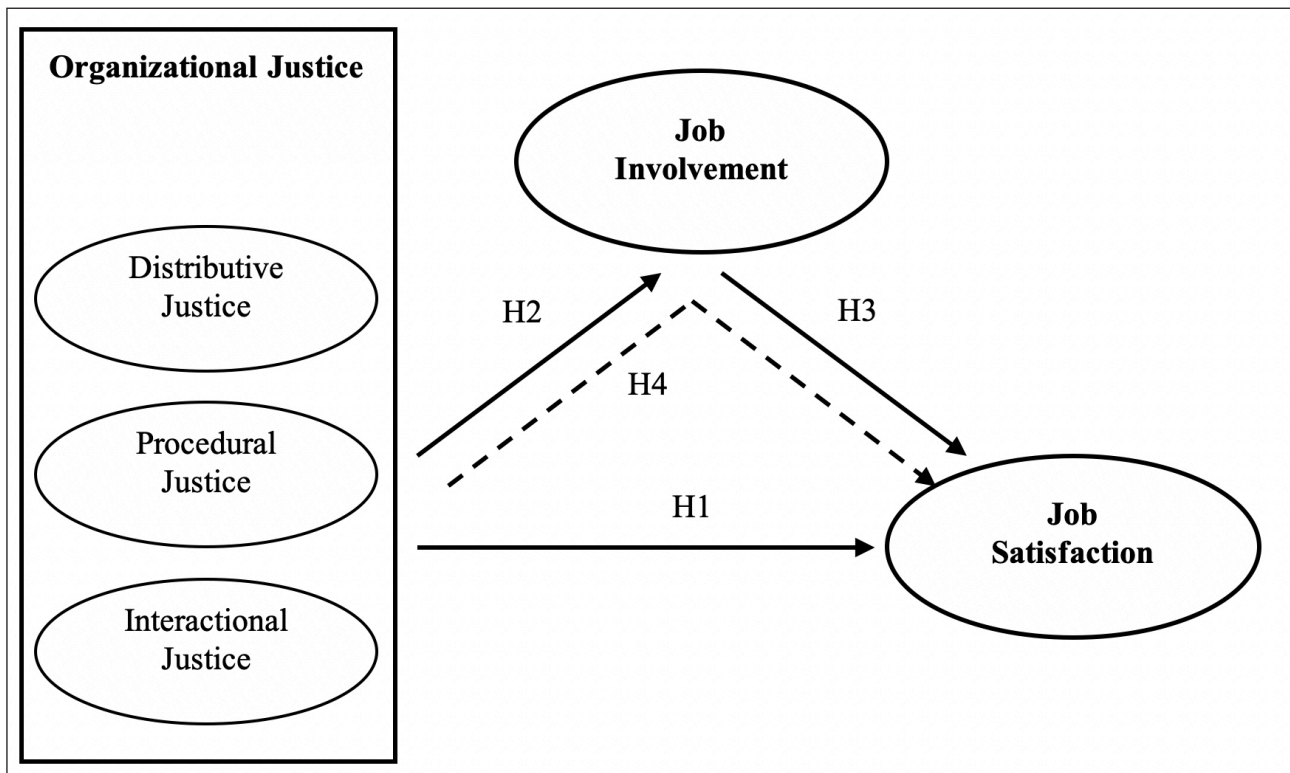 Organizational Justice
Distributive
Justice
Procedural
Justice
Interactional
Justice
Job
Involvement
H2
H3
H4
H1
Job
Satisfaction